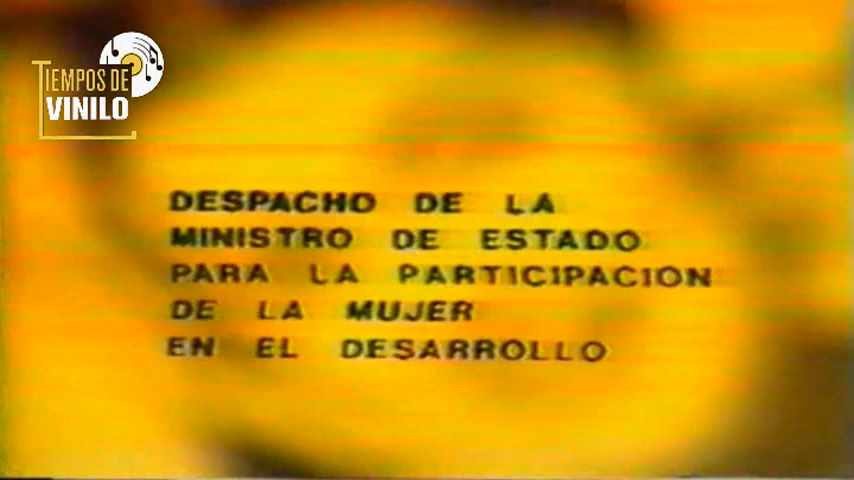 TIEMPOS DE
VINILO
DESPACHO DE LA
MINISTRO DE ESTADO
PARA LA PARTICIPACION
DE LA MUJER
EN EL DESARROLLO